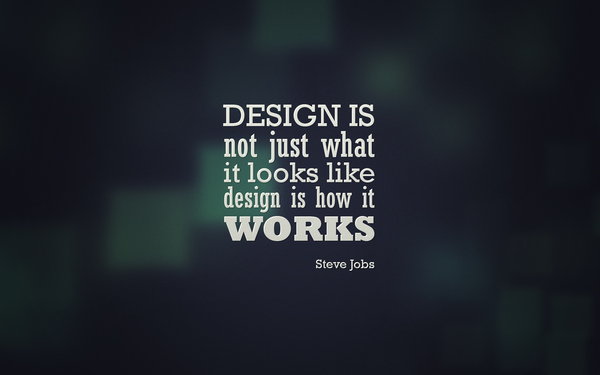 DESIGN IS
not just what
it looks like
design is how it
WORKS
Steve Jobs